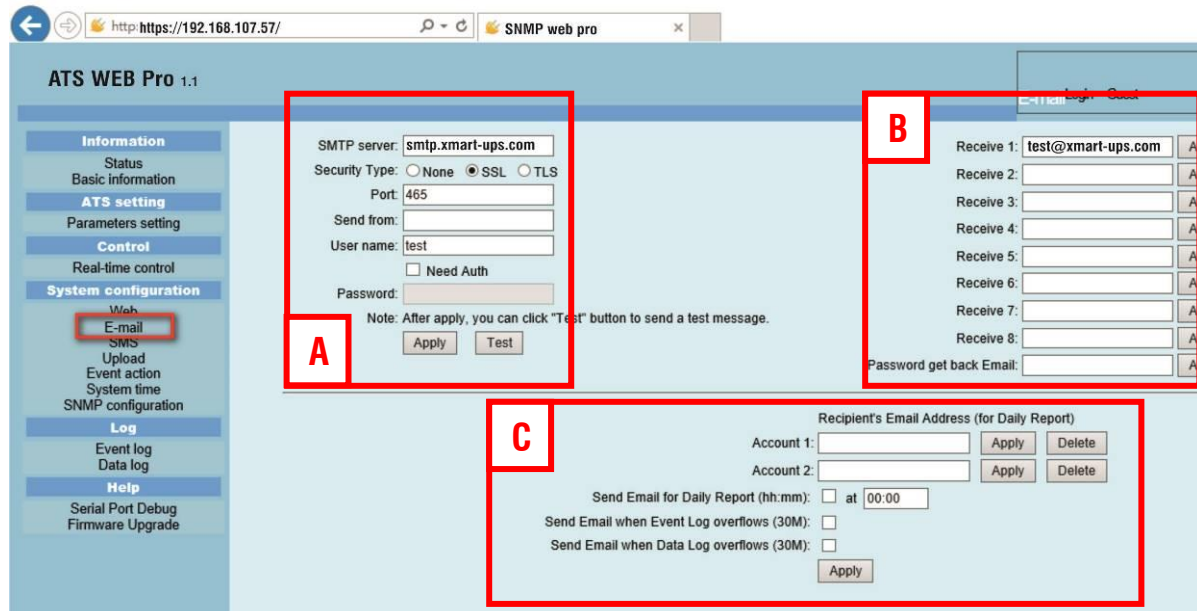 http:https://192.168.107.57/
SNMP web pro
ATS WEB Pro 1.1
E-mail Login Guest
Information
Status
Basic information
ATS setting
Parameters setting
Control
Real-time control
System configuration
Web
E-mail
SMS
Upload
Event action
System time
SNMP configuration
Log
Event log
Data log
Help
Serial Port Debug
Firmware Upgrade
SMTP server: smtp.xmart-ups.com
Security Type: None SSL TLS
Port: 465
Send from:
User name: test
Need Auth
Password:
Note: After apply, you can click "Test" button to send a test message.
Apply Test
A
B
Receive 1: test@xmart-ups.com A
Receive 2: A
Receive 3: A
Receive 4: A
Receive 5: A
Receive 6: A
Receive 7: A
Receive 8: A
Password get back Email: A
C
Recipient's Email Address (for Daily Report)
Account 1: Apply Delete
Account 2: Apply Delete
Send Email for Daily Report (hh:mm): at 00:00
Send Email when Event Log overflows (30M):
Send Email when Data Log overflows (30M):
Apply